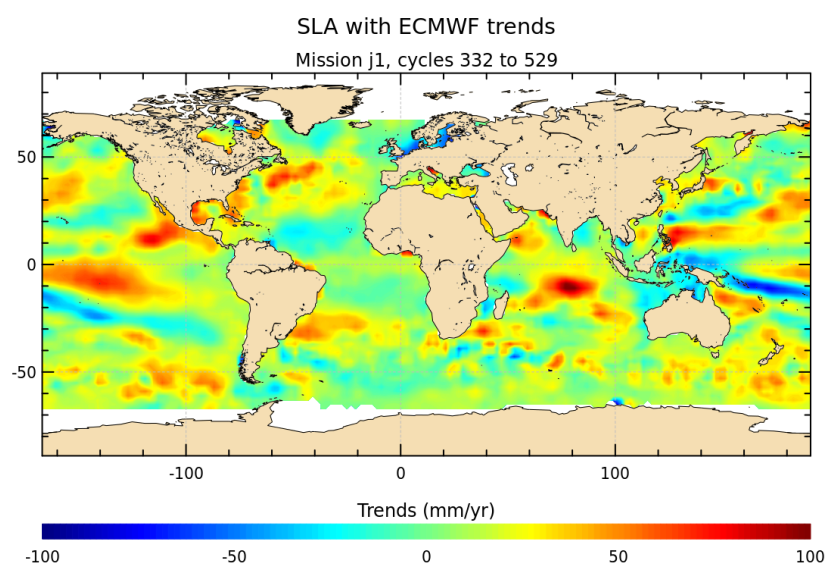 SLA with ECMWF trends
Mission j1, cycles 332 to 529
50
0
-50
-100 0 100
Trends (mm/yr)
-100 -50 0 50 100